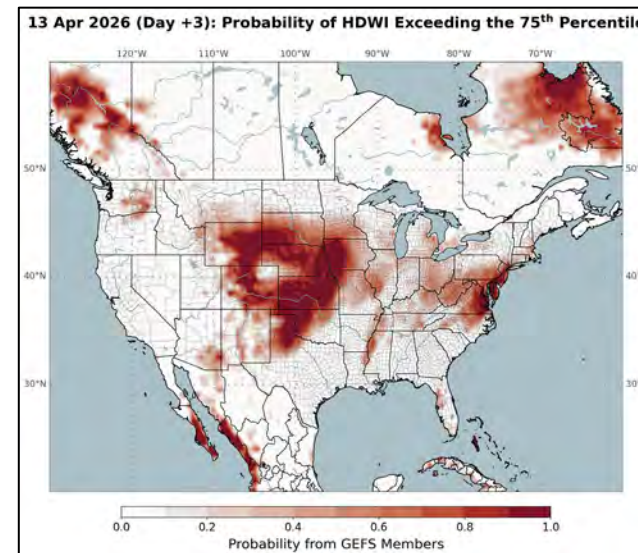 13 Apr 2026 (Day +3): Probability of HDWI Exceeding the 75th Percentile
120°W 110°W 100°W 90°W 80°W 70°W
50°N
40°N
30°N
0.0 0.2 0.4 0.6 0.8 1.0
Probability from GEFS Members